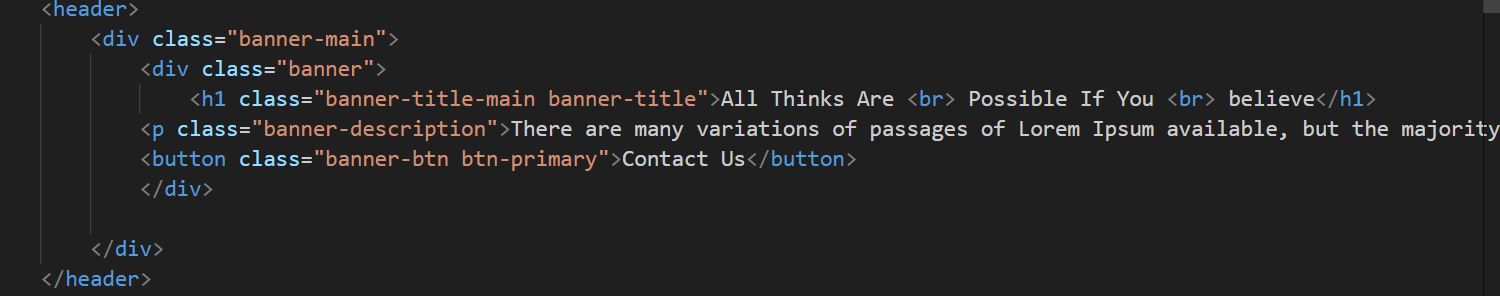 <header>
<div class="banner-main">
<div class="banner">
<h1 class="banner-title-main banner-title">All Thinks Are <br> Possible If You <br> believe</h1>
<p class="banner-description">There are many variations of passages of Lorem Ipsum available, but the majority
<button class="banner-btn btn-primary">Contact Us</button>
</div>
</div>
</header>